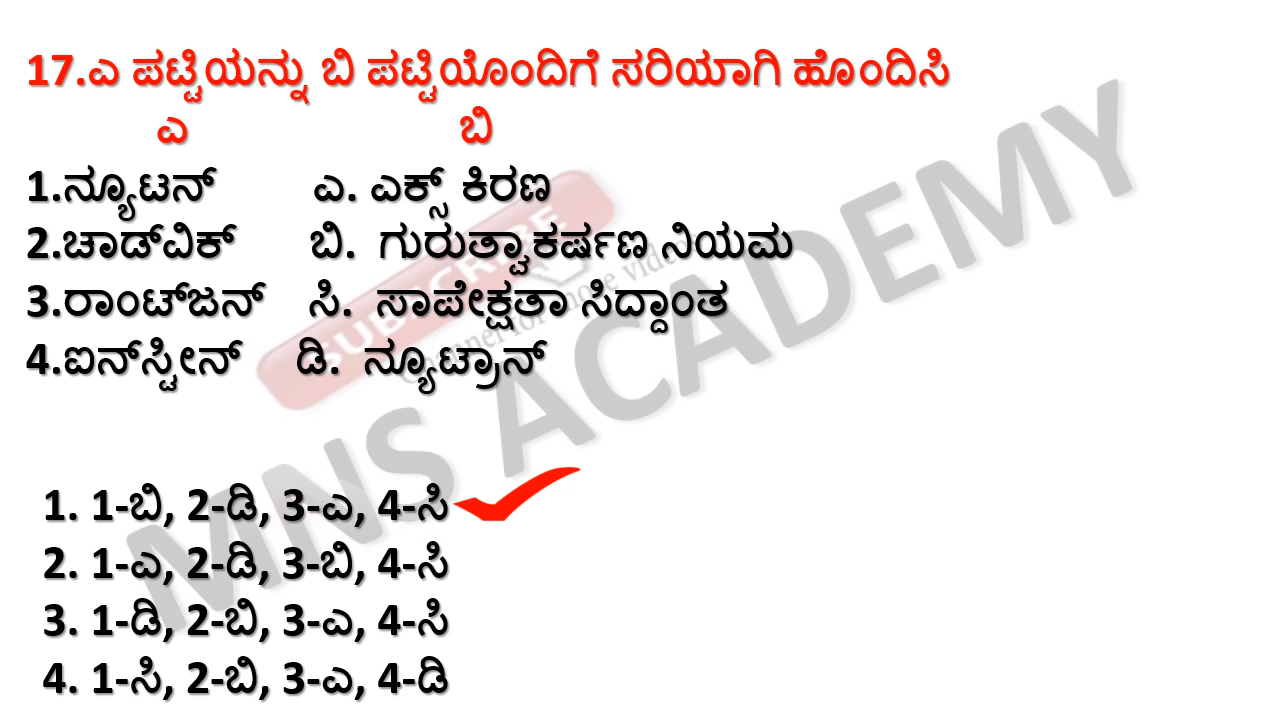 17.ಎ ಪಟ್ಟಿಯನ್ನು ಬಿ ಪಟ್ಟಿಯೊಂದಿಗೆ ಸರಿಯಾಗಿ ಹೊಂದಿಸಿ
ಎ ಬಿ
1.ನ್ಯೂಟನ್ ಎ. ಎಕ್ಸ್ ಕಿರಣ
2.ಚಾಡ್‌ವಿಕ್ ಬಿ. ಗುರುತ್ವಾಕರ್ಷಣ ನಿಯಮ
3.ರಾಂಟ್‌ಜನ್ ಸಿ. ಸಾಪೇಕ್ಷತಾ ಸಿದ್ದಾಂತ
4.ಐನ್‌ಸ್ಟೀನ್ ಡಿ. ನ್ಯೂಟ್ರಾನ್
1. 1-ಬಿ, 2-ಡಿ, 3-ಎ, 4-ಸಿ
2. 1-ಎ, 2-ಡಿ, 3-ಬಿ, 4-ಸಿ
3. 1-ಡಿ, 2-ಬಿ, 3-ಎ, 4-ಸಿ
4. 1-ಸಿ, 2-ಬಿ, 3-ಎ, 4-ಡಿ
MNS ACADEMY
SUBSCRIBE